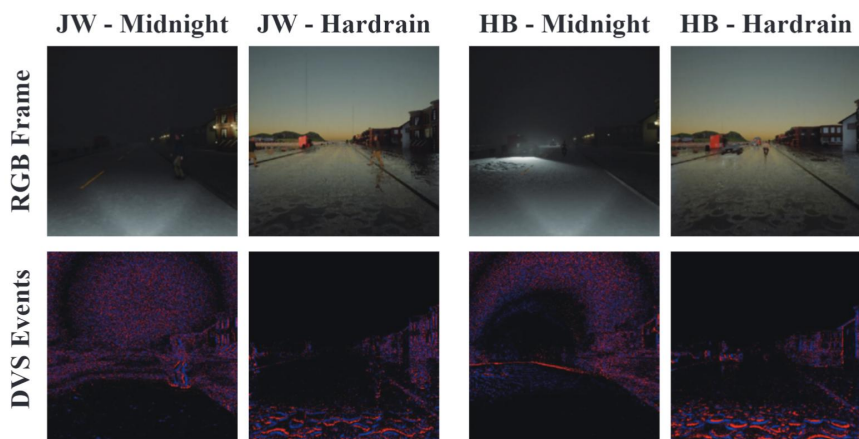 JW - Midnight
JW - Hardrain
HB - Midnight
HB - Hardrain
RGB Frame
DVS Events